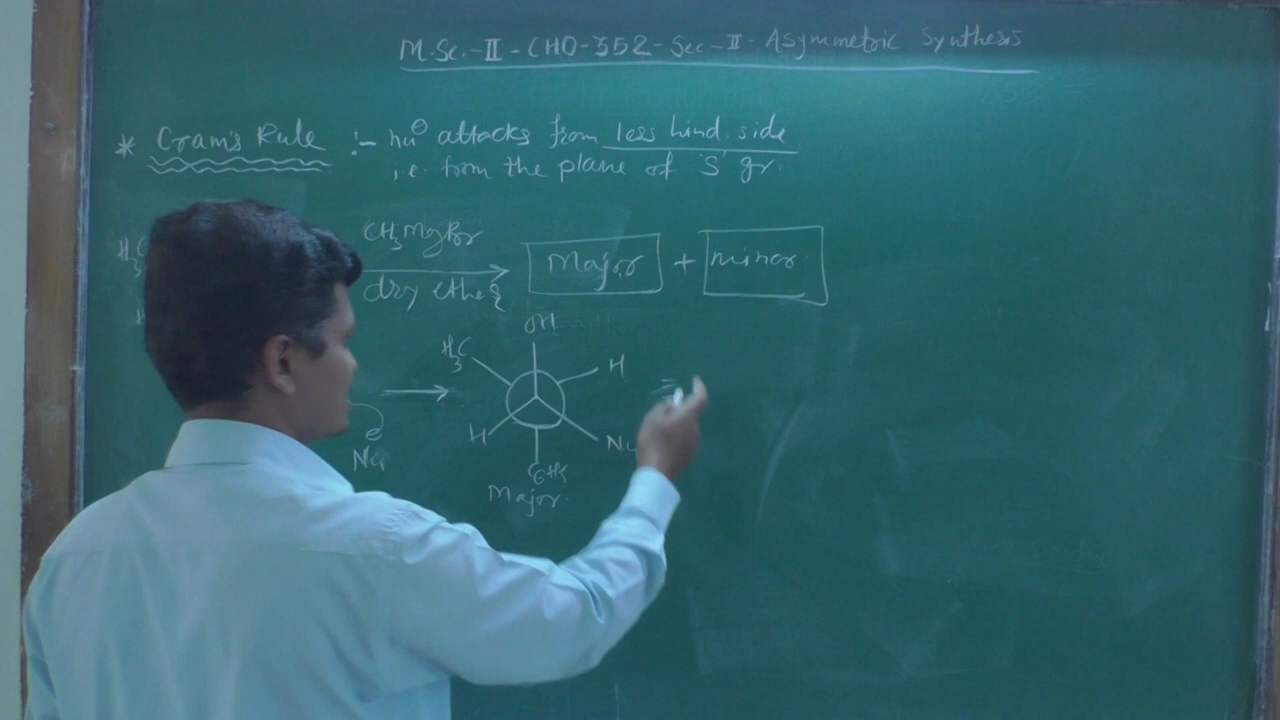 M.Sc.-II-CHO-352-Sec-II-Asymmetric Synthesis
* Cram's Rule :- nu⊖ attacks from less hind. side
i.e. from the plane of 'S' gr.
H3C
CH3MgBr
Major + minor
dry ether
OH
H3C
H
H
Nu
Nu
C6H5
Major